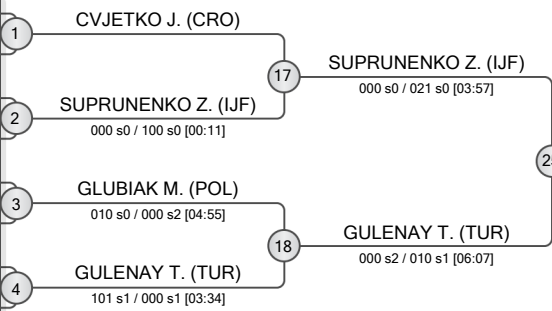 CVJETKO J. (CRO)
1
17
SUPRUNENKO Z. (IJF)
000 s0 / 021 s0 [03:57]
SUPRUNENKO Z. (IJF)
2
000 s0 / 100 s0 [00:11]
GLUBIAK M. (POL)
3
010 s0 / 000 s2 [04:55]
18
GULENAY T. (TUR)
000 s2 / 010 s1 [06:07]
GULENAY T. (TUR)
4
101 s1 / 000 s1 [03:34]